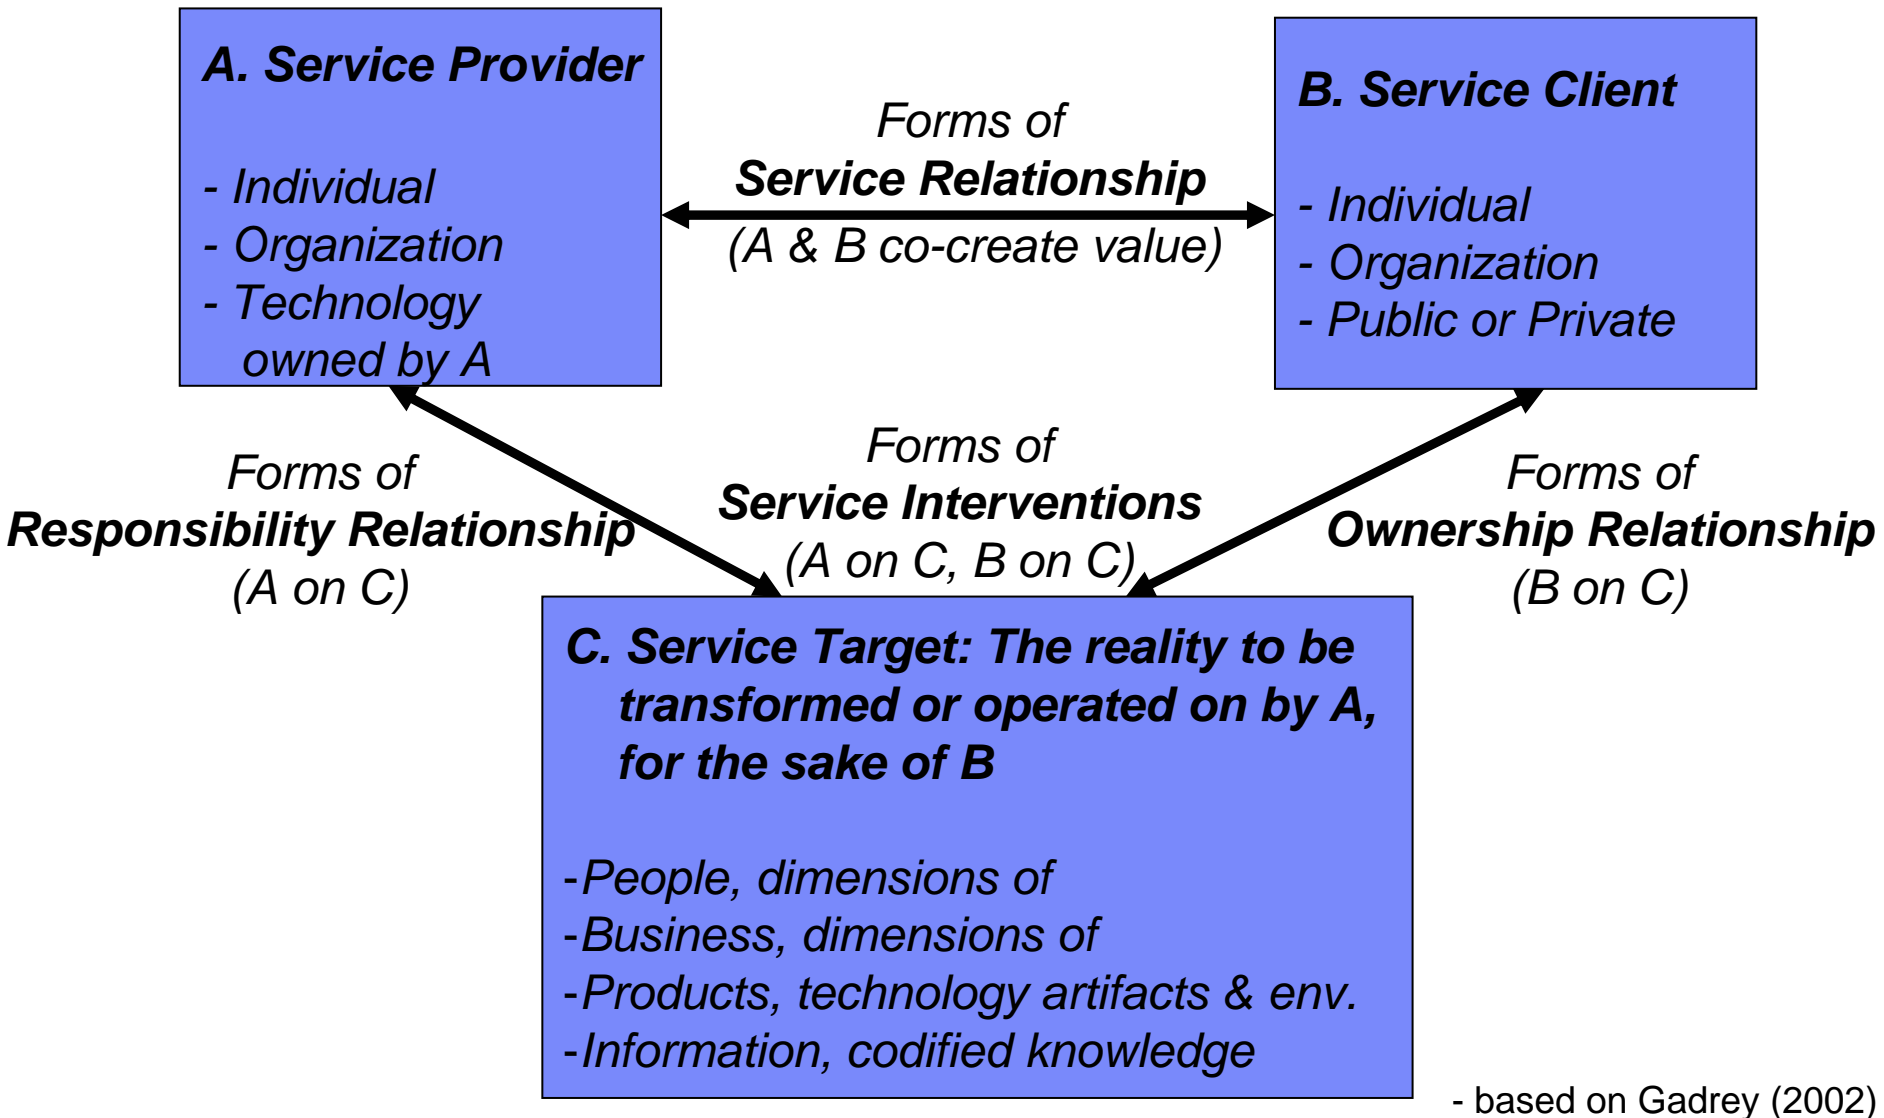 A. Service Provider
- Individual
- Organization
- Technology
owned by A
Forms of
Service Relationship
(A & B co-create value)
B. Service Client
- Individual
- Organization
- Public or Private
Forms of
Responsibility Relationship
(A on C)
Forms of
Service Interventions
(A on C, B on C)
Forms of
Ownership Relationship
(B on C)
C. Service Target: The reality to be
transformed or operated on by A,
for the sake of B
-People, dimensions of
-Business, dimensions of
-Products, technology artifacts & env.
-Information, codified knowledge
- based on Gadrey (2002)